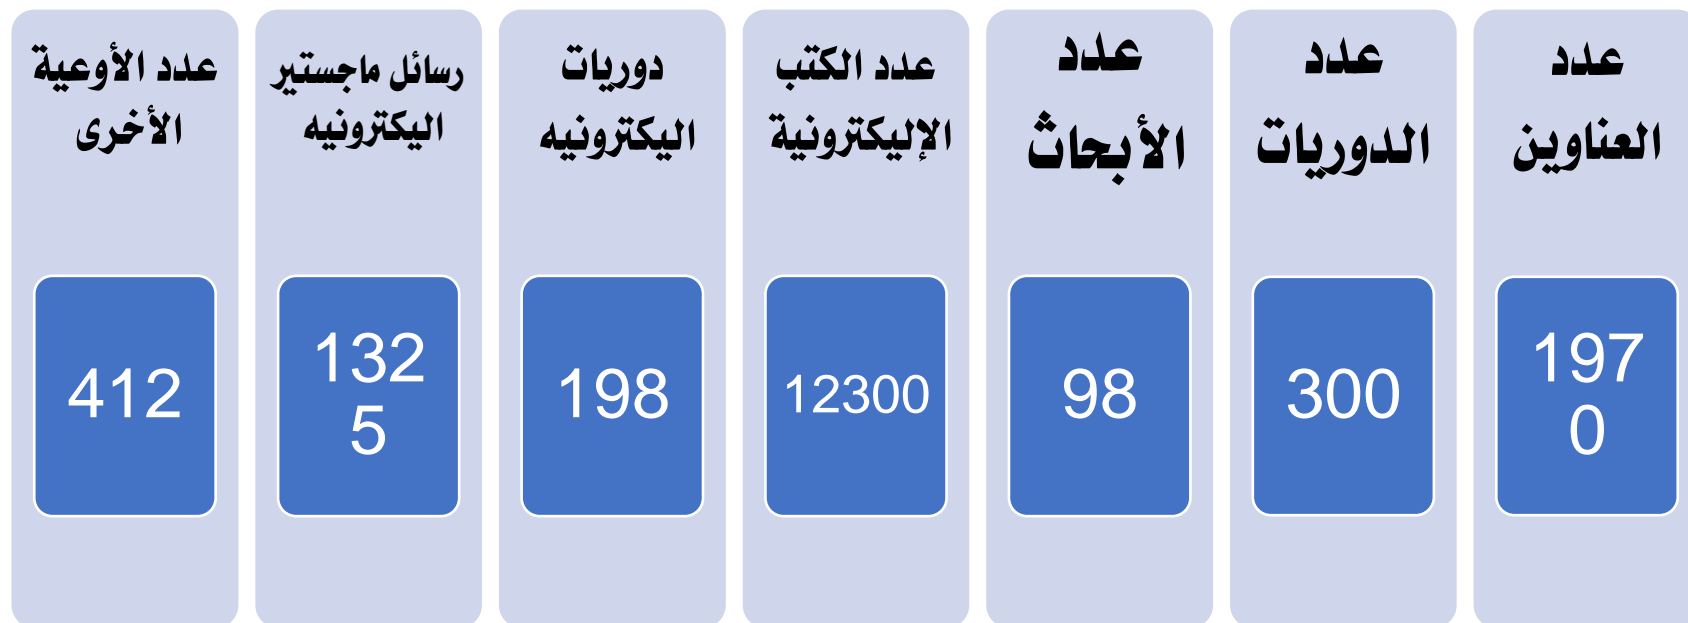 عدد
العناوين
197
0
عدد
الدوريات
300
عدد
الأبحاث
98
عدد الكتب
الإليكترونية
12300
دوريات
اليكترونيه
198
رسائل ماجستير
اليكترونيه
132
5
عدد الأوعية
الأخرى
412